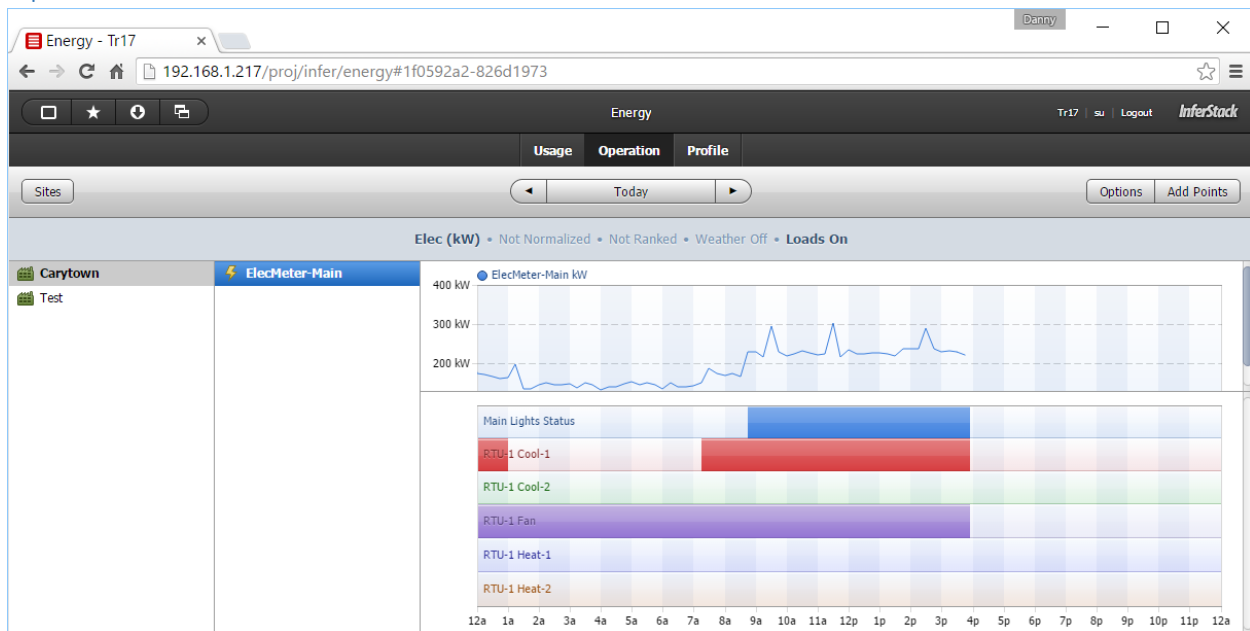 Danny
Energy - Tr17
192.168.1.217/proj/infer/energy#1f0592a2-826d1973
Energy
Tr17 | su | Logout
InferStack
Usage Operation Profile
Sites
Today
Options Add Points
Elec (kW) • Not Normalized • Not Ranked • Weather Off • Loads On
Carytown
Test
ElecMeter-Main
ElecMeter-Main kW
400 kW
300 kW
200 kW
Main Lights Status
RTU-1 Cool-1
RTU-1 Cool-2
RTU-1 Fan
RTU-1 Heat-1
RTU-1 Heat-2
12a 1a 2a 3a 4a 5a 6a 7a 8a 9a 10a 11a 12p 1p 2p 3p 4p 5p 6p 7p 8p 9p 10p 11p 12a